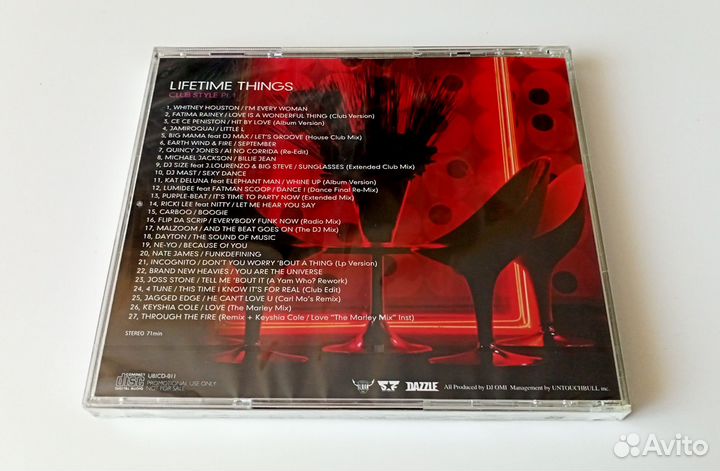 LIFETIME THINGS
CLUB STYLE Pt.1
1, WHITNEY HOUSTON / I'M EVERY WOMAN
2, FATIMA RAINEY / LOVE IS A WONDERFUL THING (Club Version)
3, CE CE PENISTON / HIT BY LOVE (Album Version)
4, JAMIROQUAI / LITTLE L
5, BIG MAMA feat DJ MAX / LET'S GROOVE (House Club Mix)
6, EARTH WIND & FIRE / SEPTEMBER
7, QUINCY JONES / AI NO CORRIDA (Re-Edit)
8, MICHAEL JACKSON / BILLIE JEAN
9, DJ SIZE feat J.LOURENZO & BIG STEVE / SUNGLASSES (Extended Club Mix)
10, DJ MAST / SEXY DANCE
11, KAT DELUNA feat ELEPHANT MAN / WHINE UP (Album Version)
12, LUMIDEE feat FATMAN SCOOP / DANCE ! (Dance Final Re-Mix)
13, PURPLE-BEAT / IT'S TIME TO PARTY NOW (Extended Mix)
14, RICKI LEE feat NITTY / LET ME HEAR YOU SAY
15, CARBOO / BOOGIE
16, FLIP DA SCRIP / EVERYBODY FUNK NOW (Radio Mix)
17, MALZOOM / AND THE BEAT GOES ON (The DJ Mix)
18, DAYTON / THE SOUND OF MUSIC
19, NE-YO / BECAUSE Of YOU
20, NATE JAMES / FUNKDEFINING
21, INCOGNITO / DON'T YOU WORRY 'BOUT A THING (Lp Version)
22, BRAND NEW HEAVIES / YOU ARE THE UNIVERSE
23, JOSS STONE / TELL ME 'BOUT IT (A Yam Who? Rework)
24, 4 TUNE / THIS TIME I KNOW IT'S FOR REAL (Club Edit)
25, JAGGED EDGE / HE CAN'T LOVE U (Carl Mo's Remix)
26, KEYSHIA COLE / LOVE (The Marley Mix)
27, THROUGH THE FIRE (Remix + Keyshia Cole / Love "The Marley Mix" Inst)
STEREO 71min
COMPACT disc DIGITAL AUDIO
UBICD-011
PROMOTIONAL USE ONLY
NOT FOR SALE
DAZZLE
All Produced by DJ OMI Management by UNTOUCHBULL inc.
Avito